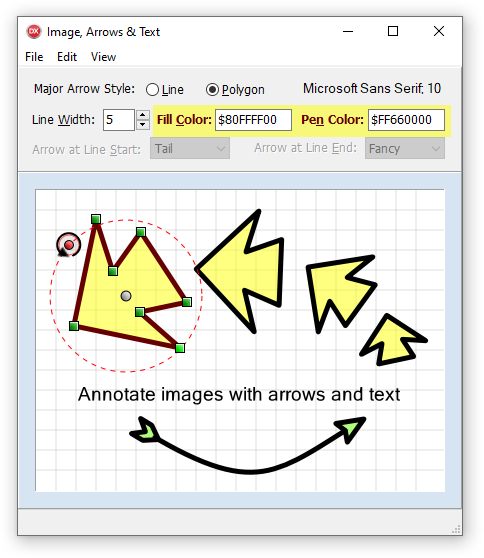 DX Image, Arrows & Text
File Edit View
Major Arrow Style: Line Polygon Microsoft Sans Serif, 10
Line Width: 5 Fill Color: $80FFFF00 Pen Color: $FF660000
Arrow at Line Start: Tail Arrow at Line End: Fancy
Annotate images with arrows and text